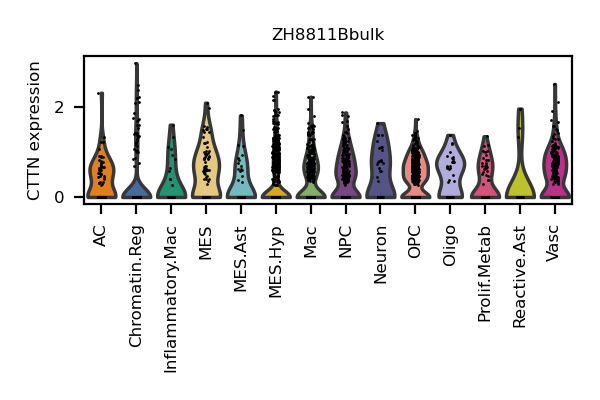 ZH8811Bbulk
CTTN expression
2
0
AC
Chromatin.Reg
Inflammatory.Mac
MES
MES.Ast
MES.Hyp
Mac
NPC
Neuron
OPC
Oligo
Prolif.Metab
Reactive.Ast
Vasc